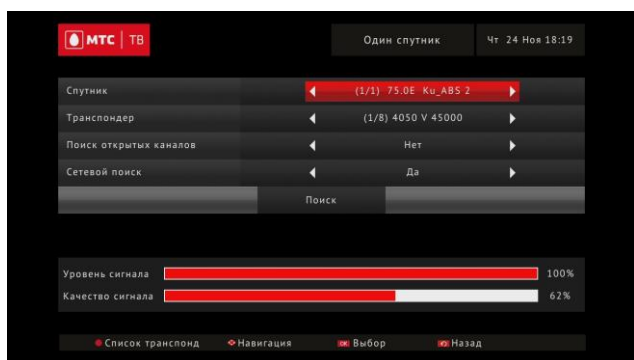 МТС ТВ
Один спутник
Чт 24 Ноя 18:19
Спутник (1/1) 75.0E Ku_ABS 2
Транспондер (1/8) 4050 V 45000
Поиск открытых каналов Нет
Сетевой поиск Да
Поиск
Уровень сигнала 100%
Качество сигнала 62%
Список транспонд Навигация OK Выбор Назад